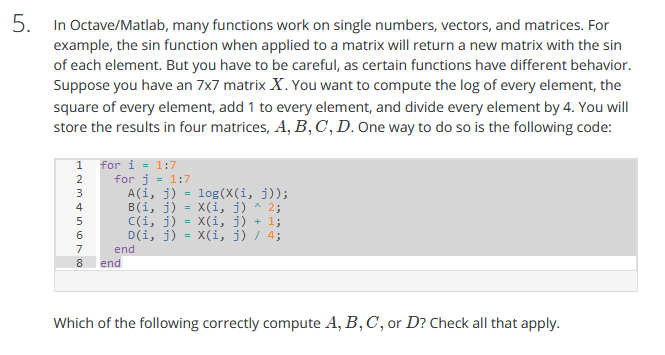 5. In Octave/Matlab, many functions work on single numbers, vectors, and matrices. For
example, the sin function when applied to a matrix will return a new matrix with the sin
of each element. But you have to be careful, as certain functions have different behavior.
Suppose you have an 7x7 matrix X. You want to compute the log of every element, the
square of every element, add 1 to every element, and divide every element by 4. You will
store the results in four matrices, A, B, C, D. One way to do so is the following code:
1 for i = 1:7
2 for j = 1:7
3 A(i, j) = log(X(i, j));
4 B(i, j) = X(i, j) ^ 2;
5 C(i, j) = X(i, j) + 1;
6 D(i, j) = X(i, j) / 4;
7 end
8 end
Which of the following correctly compute A, B, C, or D? Check all that apply.